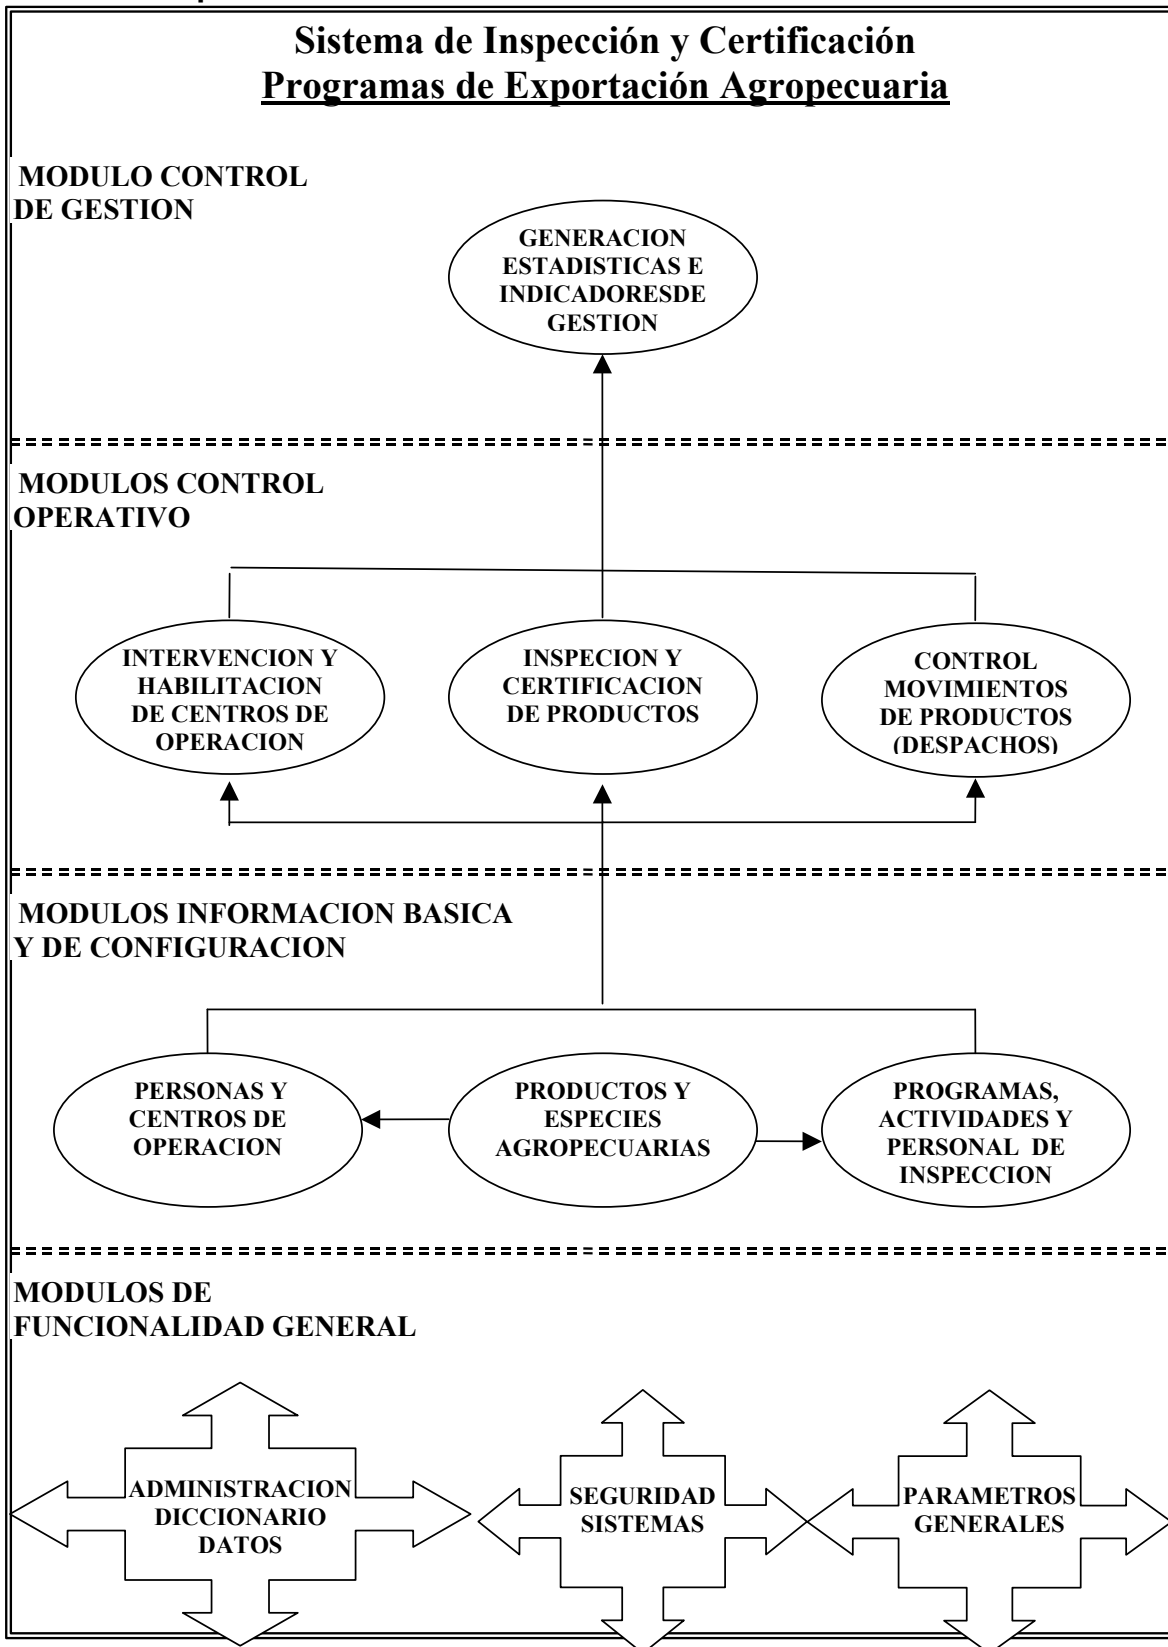 Sistema de Inspección y Certificación
Programas de Exportación Agropecuaria
MODULO CONTROL
DE GESTION
GENERACION
ESTADISTICAS E
INDICADORESDE
GESTION
MODULOS CONTROL
OPERATIVO
INTERVENCION Y
HABILITACION
DE CENTROS DE
OPERACION
INSPECION Y
CERTIFICACION
DE PRODUCTOS
CONTROL
MOVIMIENTOS
DE PRODUCTOS
(DESPACHOS)
MODULOS INFORMACION BASICA
Y DE CONFIGURACION
PERSONAS Y
CENTROS DE
OPERACION
PRODUCTOS Y
ESPECIES
AGROPECUARIAS
PROGRAMAS,
ACTIVIDADES Y
PERSONAL DE
INSPECCION
MODULOS DE
FUNCIONALIDAD GENERAL
ADMINISTRACION
DICCIONARIO
DATOS
SEGURIDAD
SISTEMAS
PARAMETROS
GENERALES